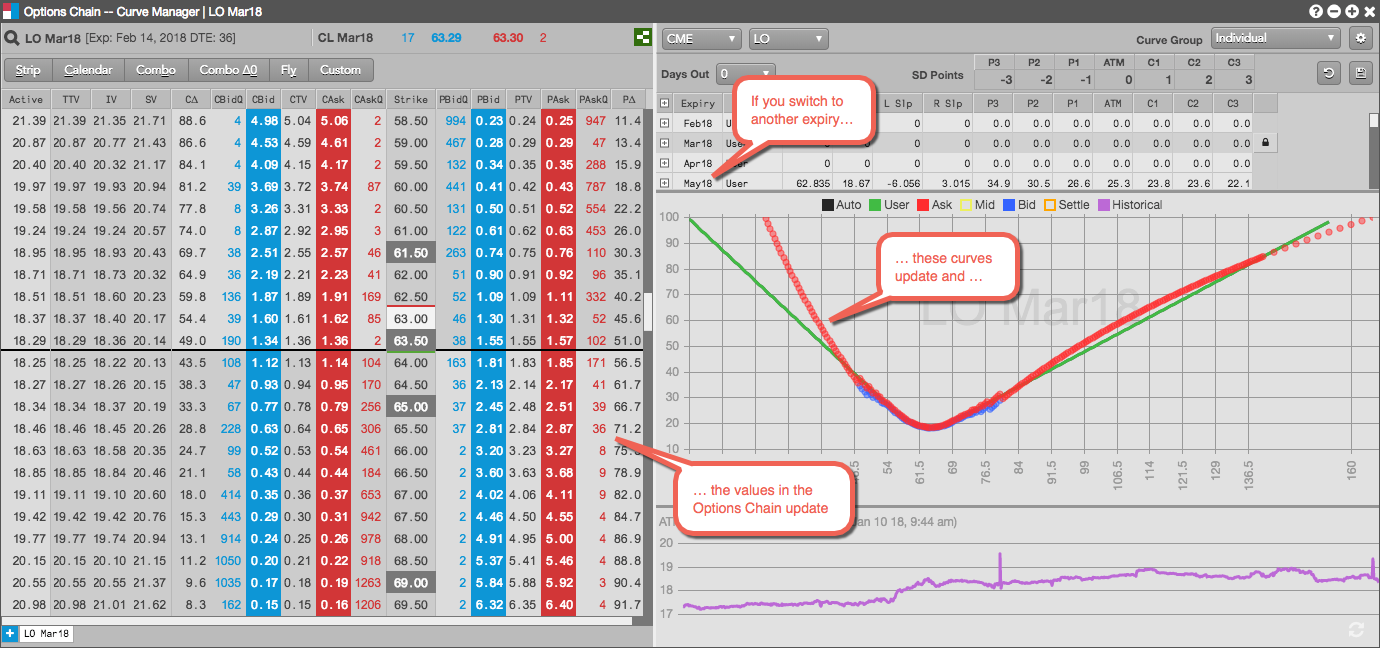 Options Chain -- Curve Manager | LO Mar18
LO Mar18 [Exp: Feb 14, 2018 DTE: 36] CL Mar18 17 63.29 63.30 2
Strip Calendar Combo Combo Δ0 Fly Custom
Active TTV IV SV CΔ CBidQ CBid CTV CAsk CAskQ Strike PBidQ PBid PTV PAsk PAskQ PΔ
21.39 21.39 21.35 21.71 88.6 4 4.98 5.04 5.06 2 58.50 994 0.23 0.24 0.25 947 11.4
20.87 20.87 20.77 21.43 86.6 4 4.53 4.59 4.61 2 59.00 467 0.28 0.29 0.29 47 13.4
20.40 20.40 20.32 21.17 84.1 4 4.09 4.15 4.17 2 59.50 132 0.34 0.35 0.35 288 15.9
19.97 19.97 19.93 20.94 81.2 39 3.69 3.72 3.74 87 60.00 441 0.41 0.42 0.43 787 18.8
19.58 19.58 19.56 20.74 77.8 8 3.26 3.31 3.33 2 60.50 131 0.50 0.51 0.52 554 22.2
19.24 19.24 19.24 20.57 74.0 8 2.87 2.92 2.95 3 61.00 122 0.61 0.62 0.63 453 26.0
18.95 18.95 18.93 20.43 69.7 38 2.51 2.55 2.57 46 61.50 263 0.74 0.75 0.76 110 30.3
18.71 18.71 18.73 20.32 64.9 36 2.19 2.21 2.23 41 62.00 51 0.90 0.91 0.92 96 35.1
18.51 18.51 18.60 20.23 59.8 136 1.87 1.89 1.91 169 62.50 52 1.09 1.09 1.11 332 40.2
18.37 18.37 18.50 20.17 54.4 39 1.60 1.61 1.62 85 63.00 46 1.30 1.31 1.32 52 45.6
18.29 18.29 18.36 20.14 49.0 190 1.34 1.36 1.36 2 63.50 38 1.55 1.55 1.57 102 51.0
18.25 18.25 18.22 20.13 43.5 108 1.12 1.13 1.14 104 64.00 163 1.81 1.83 1.85 171 56.5
18.27 18.27 18.26 20.15 38.3 47 0.93 0.94 0.95 170 64.50 36 2.13 2.14 2.17 41 61.7
18.34 18.34 18.37 20.19 33.3 67 0.77 0.78 0.79 256 65.00 37 2.45 2.48 2.51 39 66.7
18.46 18.46 18.48 20.26 28.8 228 0.63 0.64 0.65 306 65.50 37 2.81 2.84 2.87 36 71.2
18.63 18.63 18.58 20.35 24.7 99 0.52 0.53 0.54 461 66.00 2 3.20 3.23 3.27 8
18.85 18.85 18.84 20.46 21.1 58 0.43 0.44 0.44 184 66.50 2 3.60 3.63 3.68 9 78.9
19.11 19.11 19.10 20.60 18.0 414 0.35 0.36 0.37 653 67.00 2 4.02 4.06 4.11 9 82.0
19.42 19.42 19.42 20.76 15.3 443 0.29 0.30 0.31 942 67.50 2 4.46 4.50 4.55 4 84.7
19.77 19.77 19.74 20.94 13.1 914 0.24 0.25 0.26 978 68.00 2 4.91 4.95 5.00 4 86.9
20.15 20.15 20.10 21.15 11.2 1050 0.20 0.21 0.22 918 68.50 2 5.37 5.41 5.46 4 88.8
20.55 20.55 20.55 21.37 9.6 1035 0.17 0.18 0.19 1263 69.00 2 5.84 5.88 5.92 3 90.4
20.98 20.98 21.01 21.62 8.3 162 0.15 0.15 0.16 1206 69.50 2 6.32 6.35 6.40 4 91.7
LO Mar18
CME LO Curve Group Individual
Days Out 0 SD Points
P3 P2 P1 ATM C1 C2 C3
-3 -2 -1 0 1 2 3
Expiry L Slp R Slp P3 P2 P1 ATM C1 C2 C3
Feb18 0 0 0.0 0.0 0.0 0.0 0.0 0.0 0.0
Mar18 User 0 0 0.0 0.0 0.0 0.0 0.0 0.0 0.0
Apr18 User 0 0 0 0 0.0 0.0 0.0 0.0 0.0 0.0 0.0
May18 User 62.835 18.67 -6.056 3.015 34.9 30.5 26.6 25.3 23.8 23.6 22.1
If you switch to
another expiry…
Auto User Ask Mid Bid Settle Historical
100
90
80
70
60
50
40
30
20
10
… these curves
update and …
LO Mar18
54 61.5 69 76.5 84 91.5 99 106.5 114 121.5 129 136.5 160
… the values in the
Options Chain update
Jan 10 18, 9:44 am)
20
19
18
17